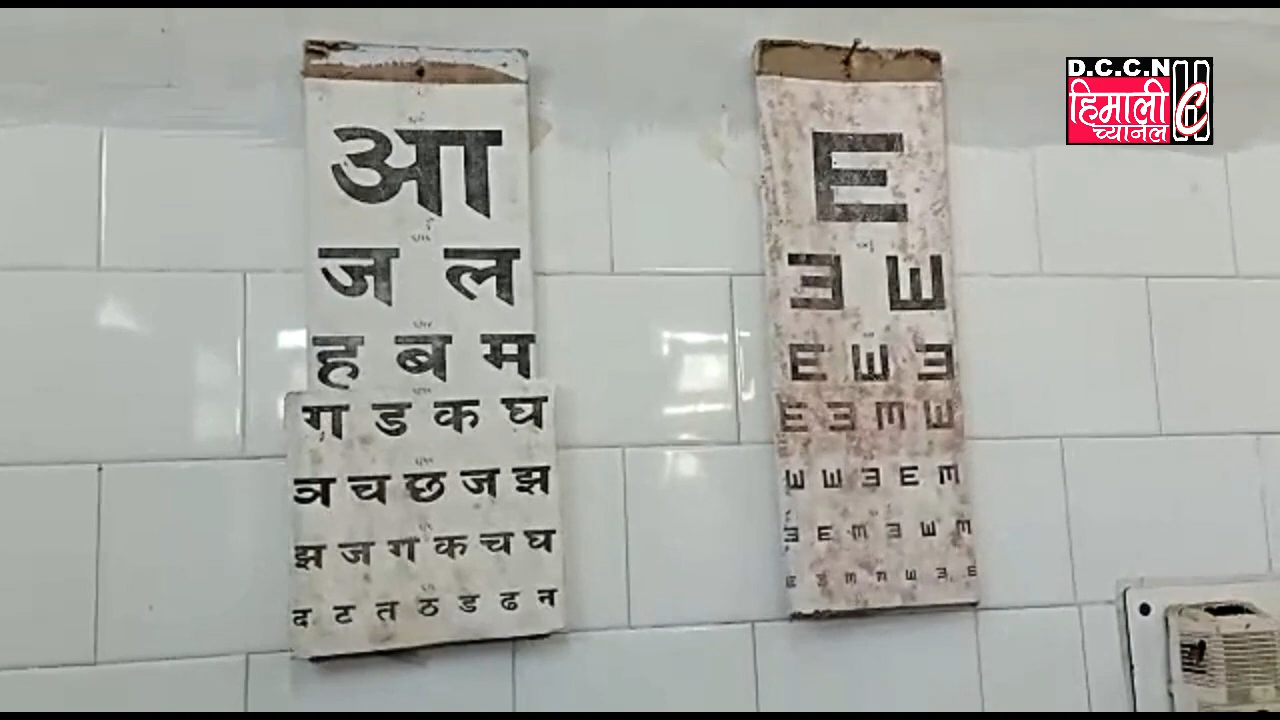 आ
ज ल
ह ब म
ग ड क घ
ञ च छ ज झ
झ ज ग क च घ
द ट त ठ ड ढ न
E
Ǝ Ш
E Ш Ǝ
E Ǝ M Ш
Ш Ш Ǝ E M
D.C.C.N
हिमाली
च्यानल